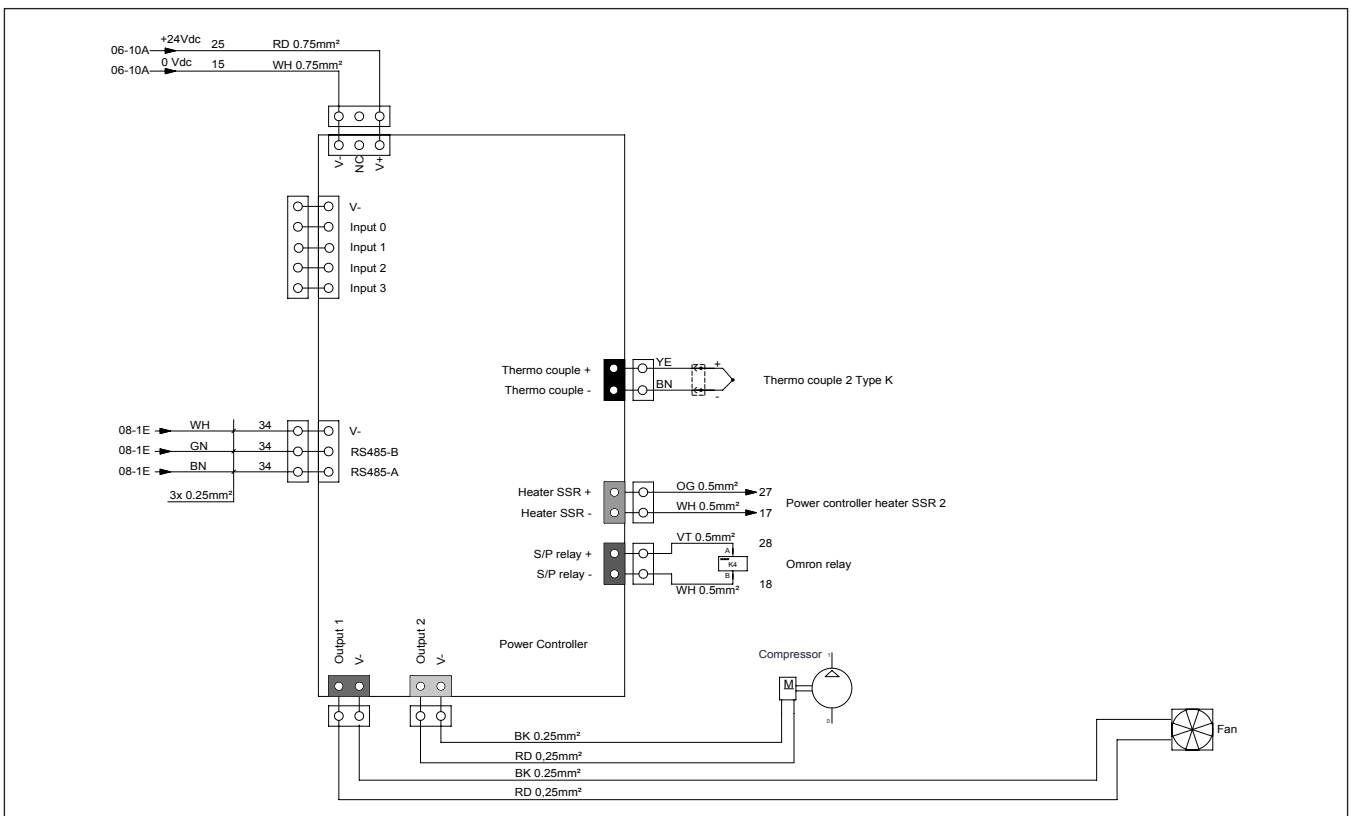 +24Vdc
06-10A 25 RD 0.75mm²
0 Vdc
06-10A 15 WH 0.75mm²
V-
NC
V+
V-
Input 0
Input 1
Input 2
Input 3
Thermo couple + YE +
Thermo couple 2 Type K
Thermo couple - BN -
08-1E WH 34 V-
08-1E GN 34 RS485-B
08-1E BN 34 RS485-A
3x 0.25mm²
Heater SSR + OG 0.5mm² 27
Power controller heater SSR 2
Heater SSR - WH 0.5mm² 17
VT 0.5mm² 28
S/P relay + A
K4 Omron relay
S/P relay - B
WH 0.5mm² 18
Output 1
V-
Output 2
V-
Power Controller
Compressor 1
M
0
Fan
BK 0.25mm²
RD 0,25mm²
BK 0.25mm²
RD 0,25mm²